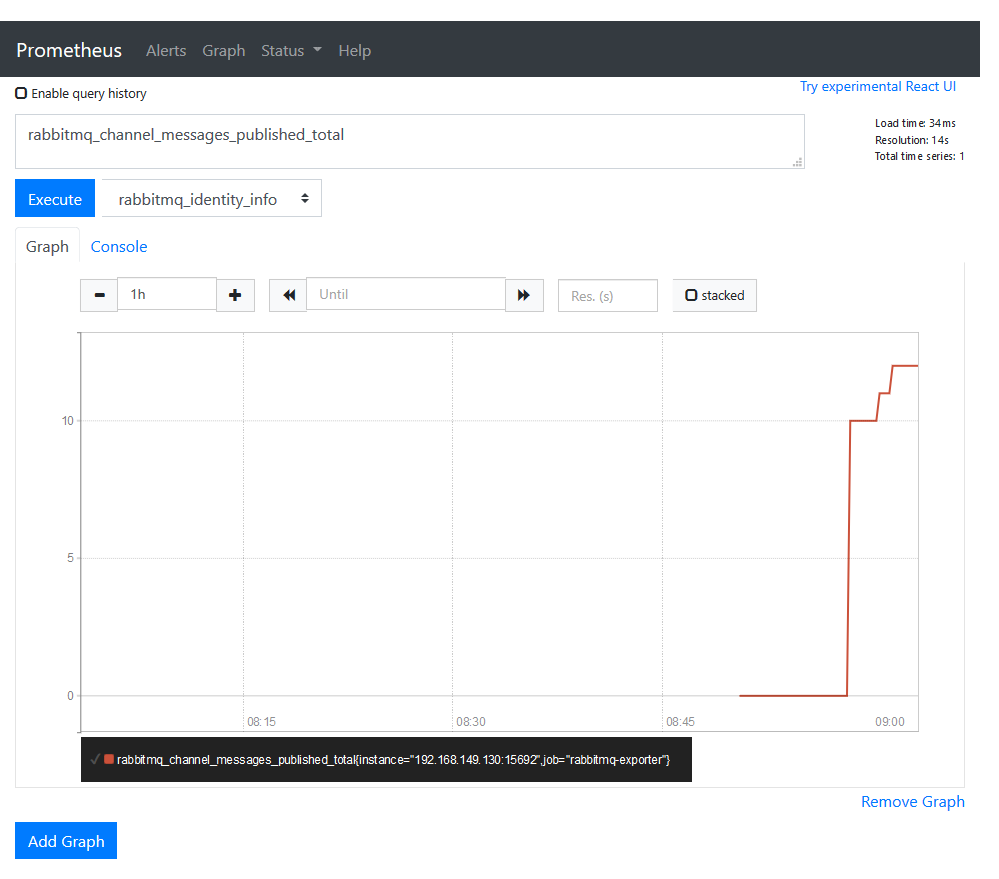 Prometheus Alerts Graph Status Help
Enable query history
Try experimental React UI
rabbitmq_channel_messages_published_total
Load time: 34ms
Resolution: 14s
Total time series: 1
Execute rabbitmq_identity_info
Graph Console
1h Until Res. (s) stacked
10
5
0
08:15 08:30 08:45 09:00
rabbitmq_channel_messages_published_total{instance="192.168.149.130:15692",job="rabbitmq-exporter"}
Remove Graph
Add Graph